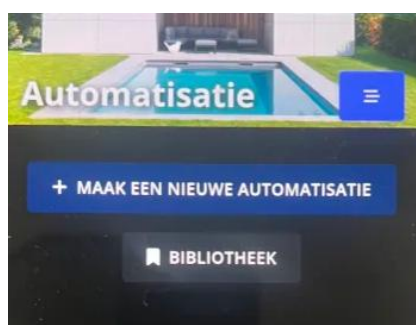 Automatisatie
+ MAAK EEN NIEUWE AUTOMATISATIE
BIBLIOTHEEK